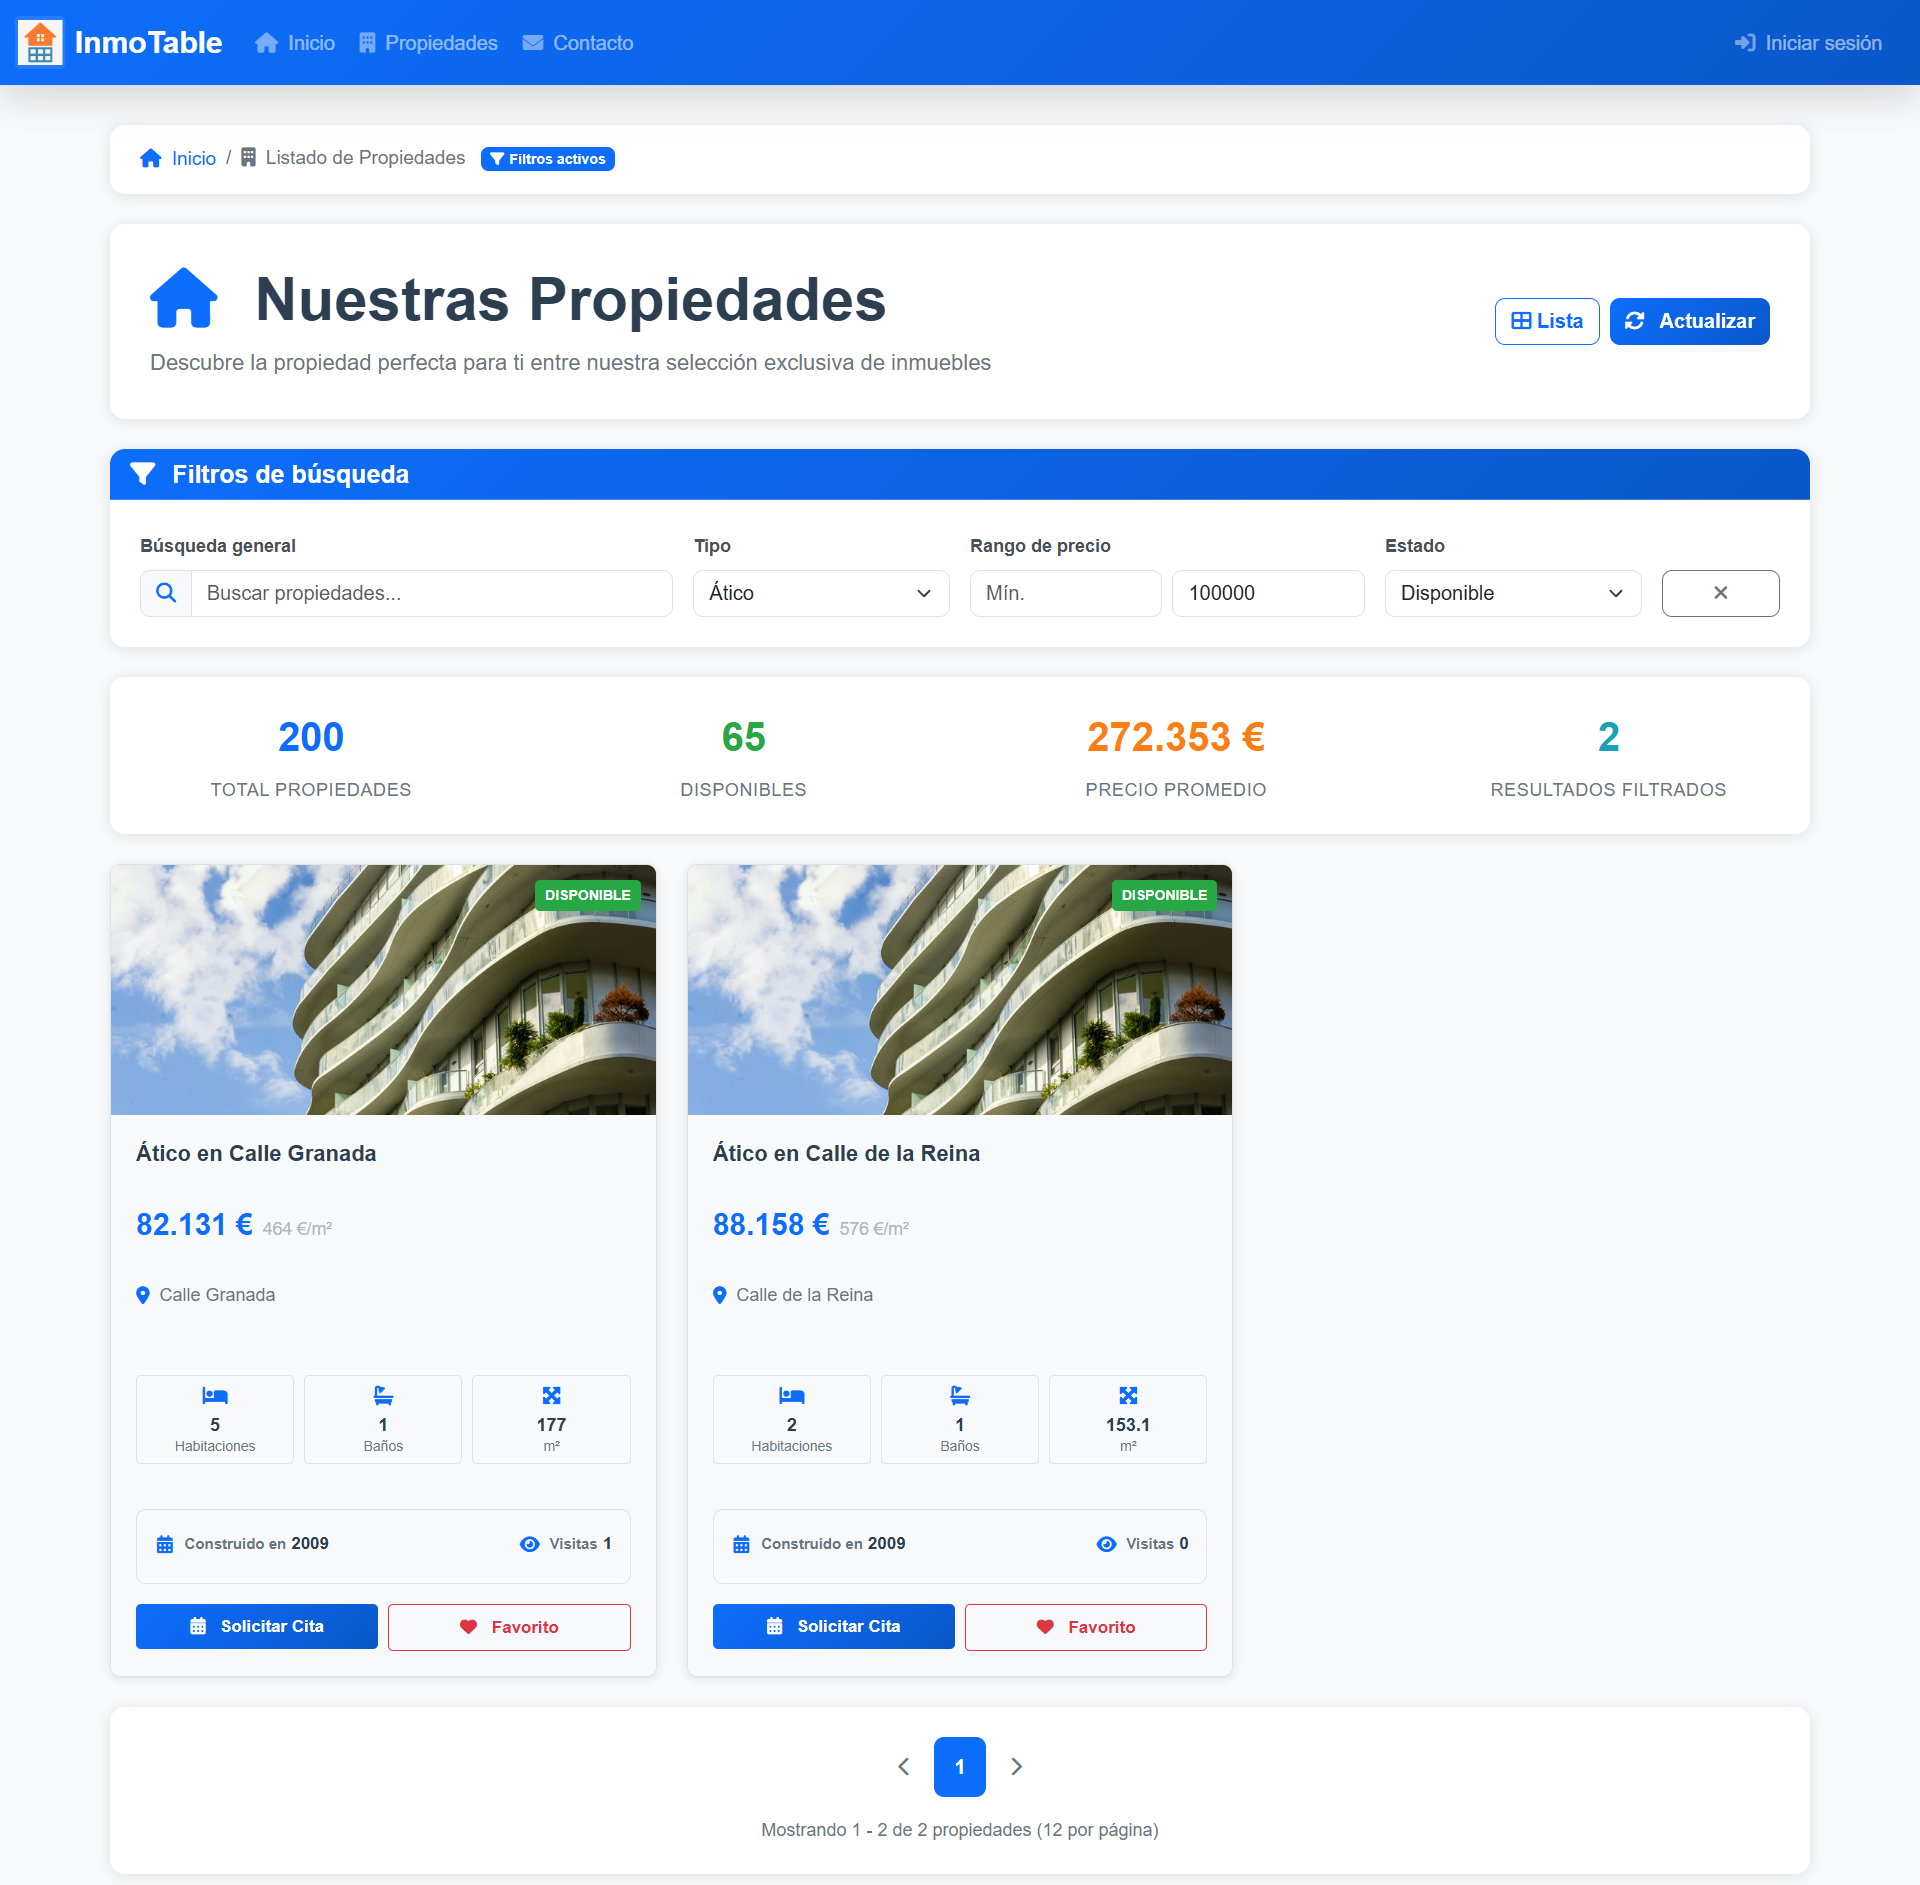 InmoTable
Inicio
Propiedades
Contacto
Iniciar sesión
Inicio / Listado de Propiedades Filtros activos
Nuestras Propiedades
Descubre la propiedad perfecta para ti entre nuestra selección exclusiva de inmuebles
Lista
Actualizar
Filtros de búsqueda
Búsqueda general
Tipo
Rango de precio
Estado
Buscar propiedades...
Ático
Mín.
100000
Disponible
200
TOTAL PROPIEDADES
65
DISPONIBLES
272.353 €
PRECIO PROMEDIO
2
RESULTADOS FILTRADOS
DISPONIBLE
Ático en Calle Granada
82.131 € 464 €/m²
Calle Granada
5
Habitaciones
1
Baños
177
m²
Construido en 2009
Visitas 1
Solicitar Cita
Favorito
DISPONIBLE
Ático en Calle de la Reina
88.158 € 576 €/m²
Calle de la Reina
2
Habitaciones
1
Baños
153.1
m²
Construido en 2009
Visitas 0
Solicitar Cita
Favorito
1
Mostrando 1 - 2 de 2 propiedades (12 por página)